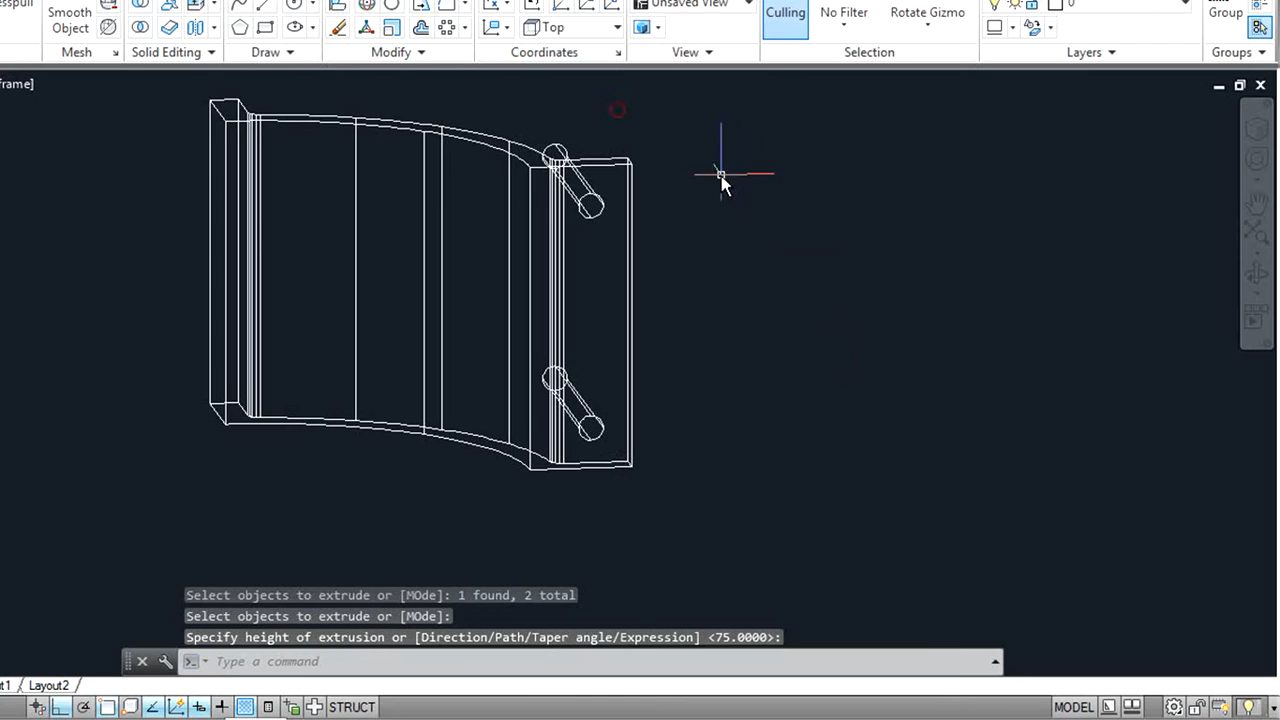 Unsaved View
0
Smooth
Object
Top
Culling
No Filter
Rotate Gizmo
Group
Mesh
Solid Editing
Draw
Modify
Coordinates
View
Selection
Layers
Groups
frame]
Select objects to extrude or [MOde]: 1 found, 2 total
Select objects to extrude or [MOde]:
Specify height of extrusion or [Direction/Path/Taper angle/Expression] <75.0000>:
Type a command
Layout2
STRUCT
MODEL